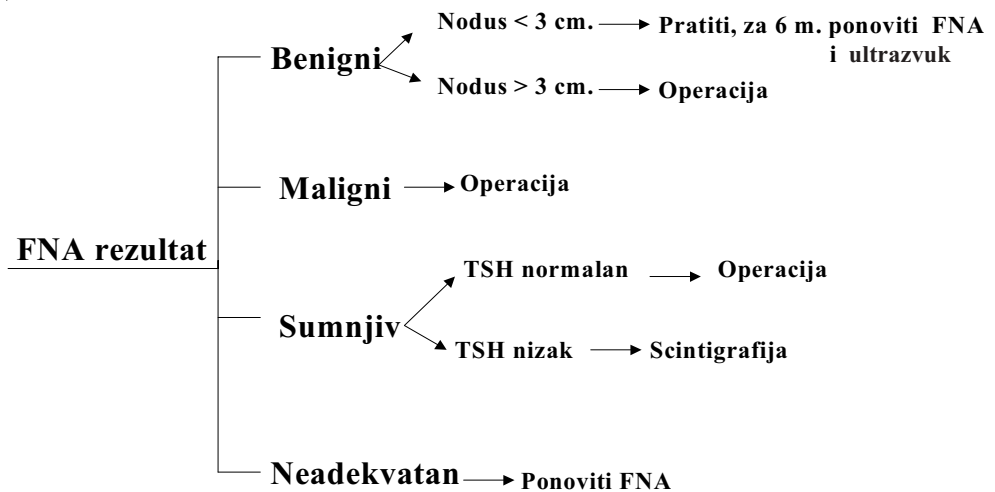 Nodus < 3 cm. Pratiti, za 6 m. ponoviti FNA
i ultrazvuk
Benigni
Nodus > 3 cm. Operacija
Maligni Operacija
FNA rezultat
TSH normalan Operacija
Sumnjiv
TSH nizak Scintigrafija
Neadekvatan Ponoviti FNA